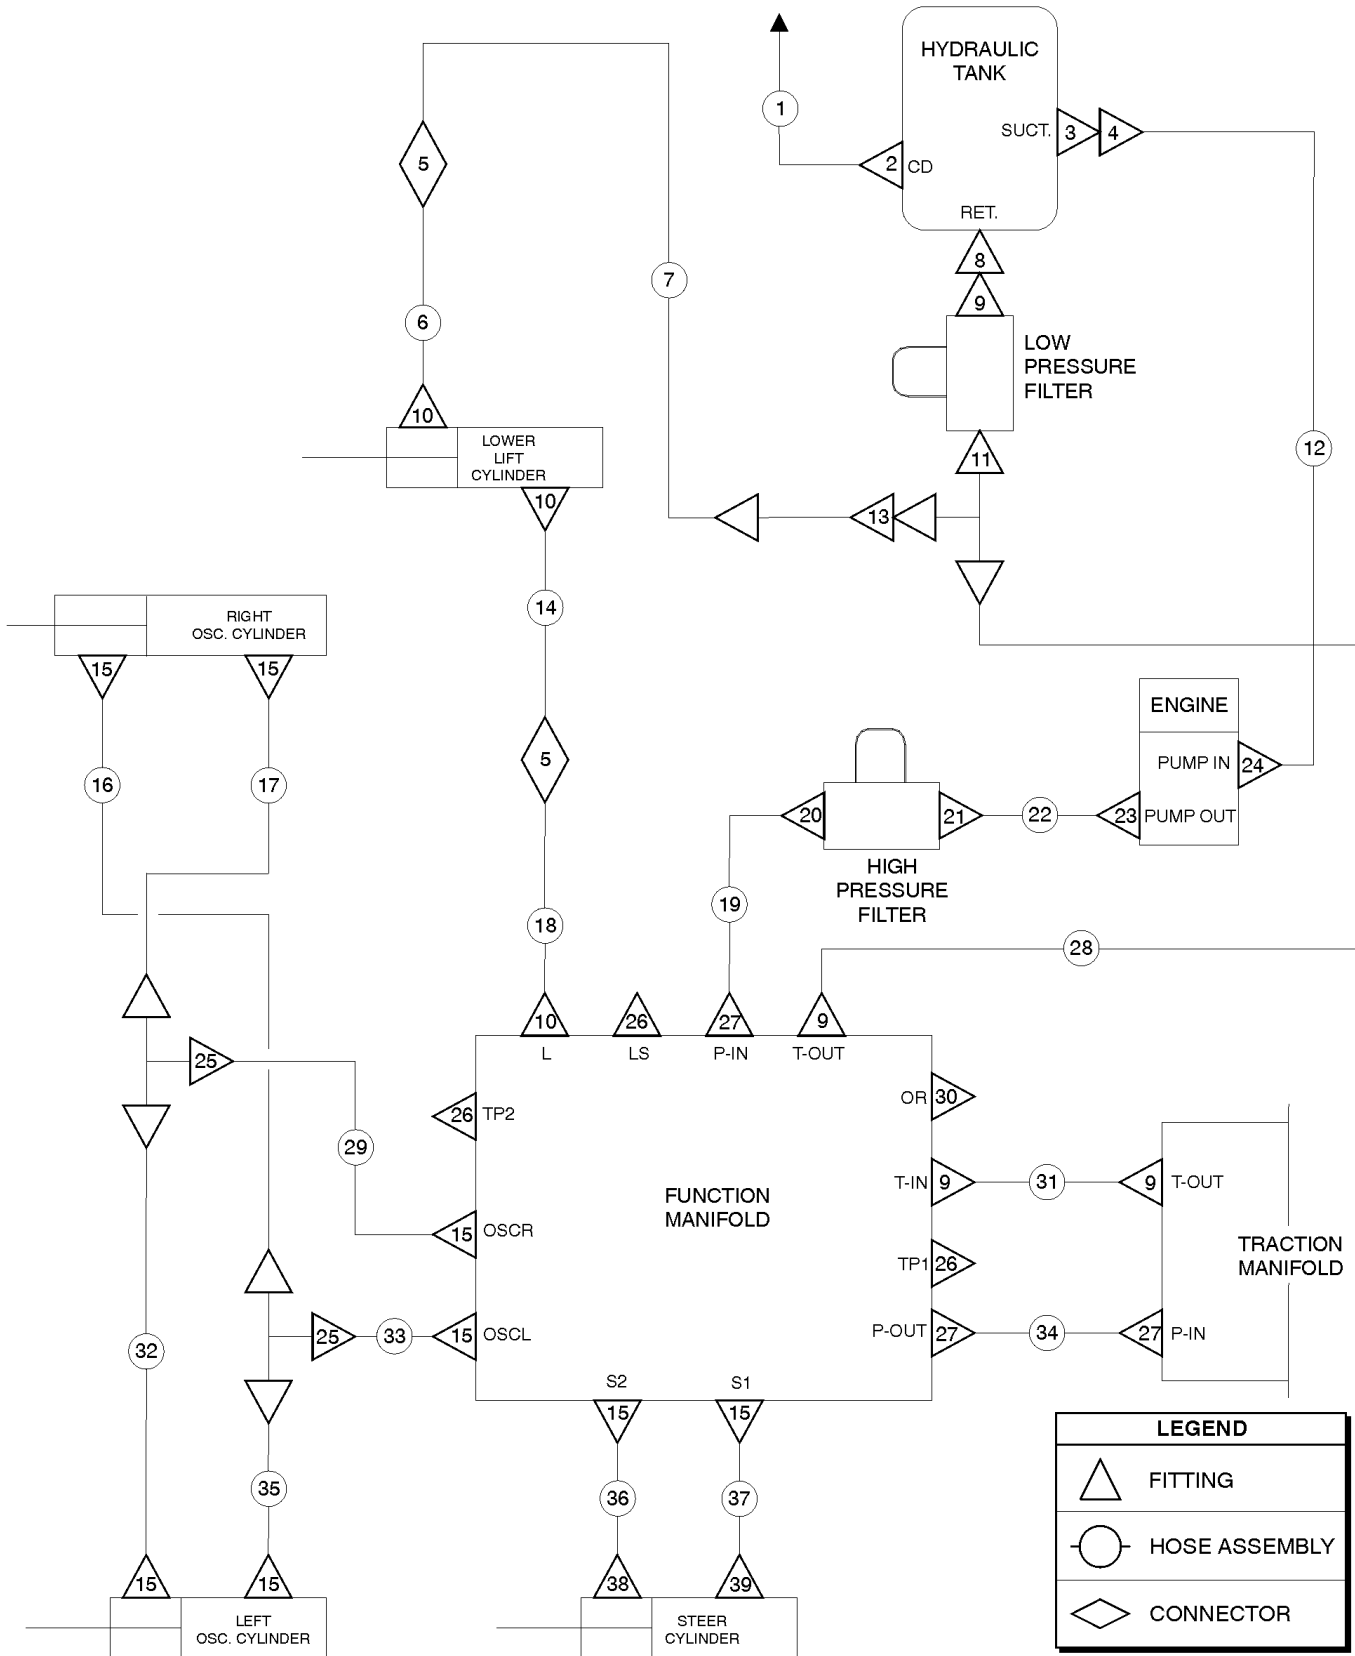 HYDRAULIC
TANK
1
SUCT.
3
4
2
CD
5
RET.
8
7
9
6
LOW
PRESSURE
FILTER
10
LOWER
LIFT
CYLINDER
11
12
10
13
14
RIGHT
OSC. CYLINDER
15
15
ENGINE
5
PUMP IN
24
16
17
20
21
22
23
PUMP OUT
HIGH
PRESSURE
FILTER
19
18
28
10
26
27
9
L
LS
P-IN
T-OUT
25
OR
30
26
TP2
29
T-IN
9
31
9
T-OUT
FUNCTION
MANIFOLD
15
OSCR
TRACTION
MANIFOLD
TP1
26
25
33
15
OSCL
P-OUT
27
34
27
P-IN
32
S2
S1
15
15
LEGEND
FITTING
35
36
37
HOSE ASSEMBLY
15
15
38
39
CONNECTOR
LEFT
OSC. CYLINDER
STEER
CYLINDER